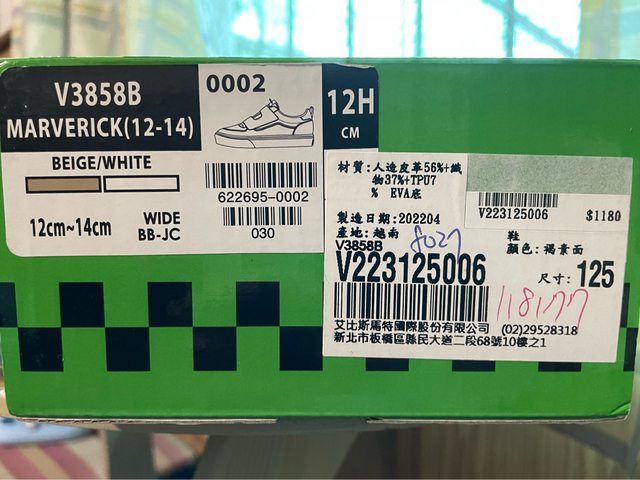 V3858B
MARVERICK(12-14)
0002
12H
CM
BEIGE/WHITE
12cm~14cm
WIDE
BB-JC
622695-0002
030
材質:人造皮革56%+纖
物37%+TPU7
% EVA底
V223125006
$1180
製造日期:202204
產地:越南
8027
鞋
顏色:褐素面
V3858B
V223125006
尺寸: 125
118177
艾比斯馬特國際股份有限公司 (02)29528318
新北市板橋區縣民大道二段68號10樓之1